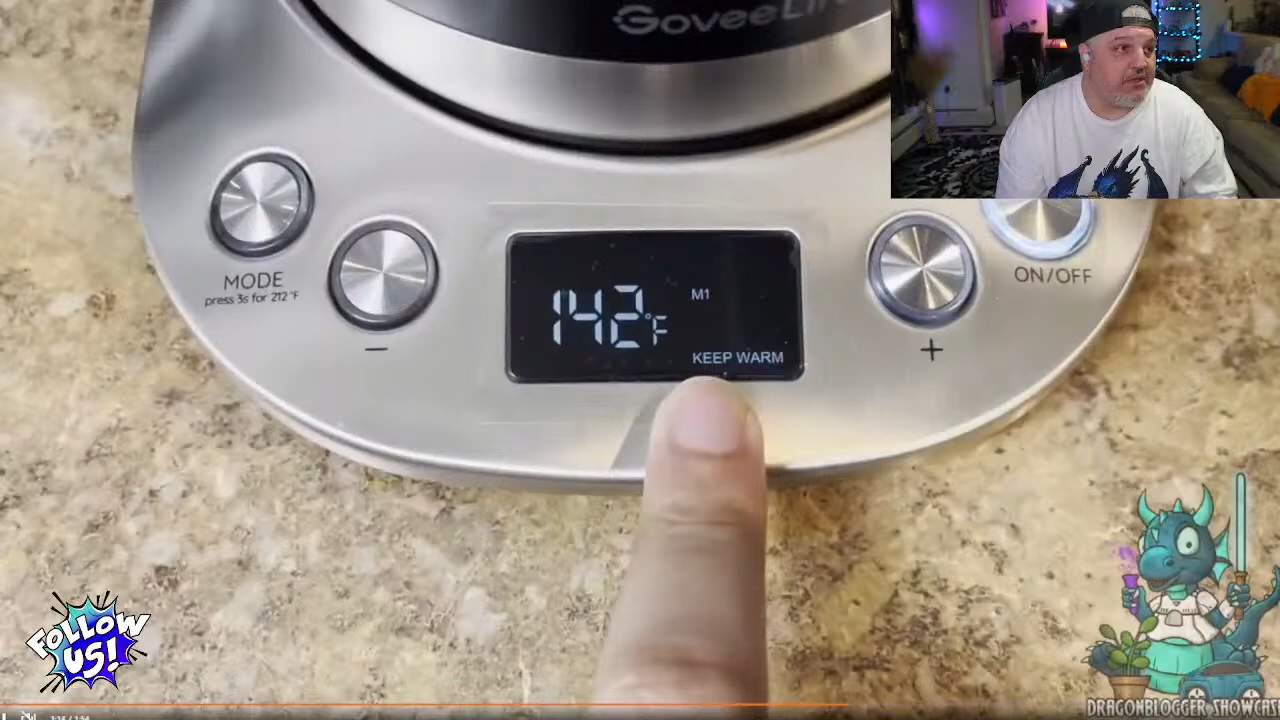 GoveeLife
MODE
press 3s for 212°F
−
142°F
M1
KEEP WARM
+
ON/OFF
FOLLOW
US!
DRAGONBLOGGER SHOWCAS